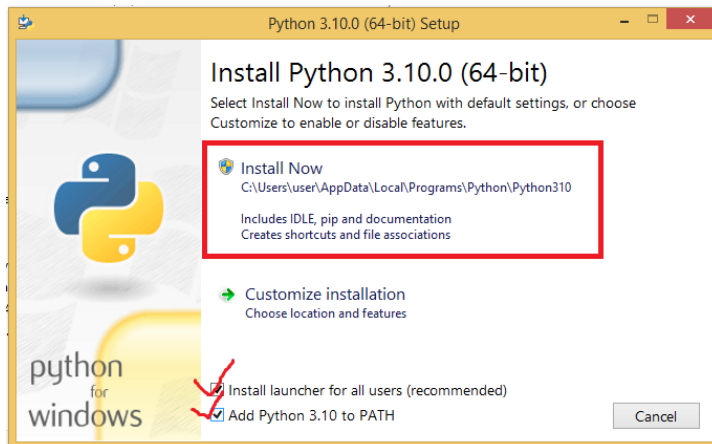 Python 3.10.0 (64-bit) Setup
Install Python 3.10.0 (64-bit)
Select Install Now to install Python with default settings, or choose
Customize to enable or disable features.
Install Now
C:\Users\user\AppData\Local\Programs\Python\Python310
Includes IDLE, pip and documentation
Creates shortcuts and file associations
Customize installation
Choose location and features
Install launcher for all users (recommended)
Add Python 3.10 to PATH
Cancel
python
for
windows